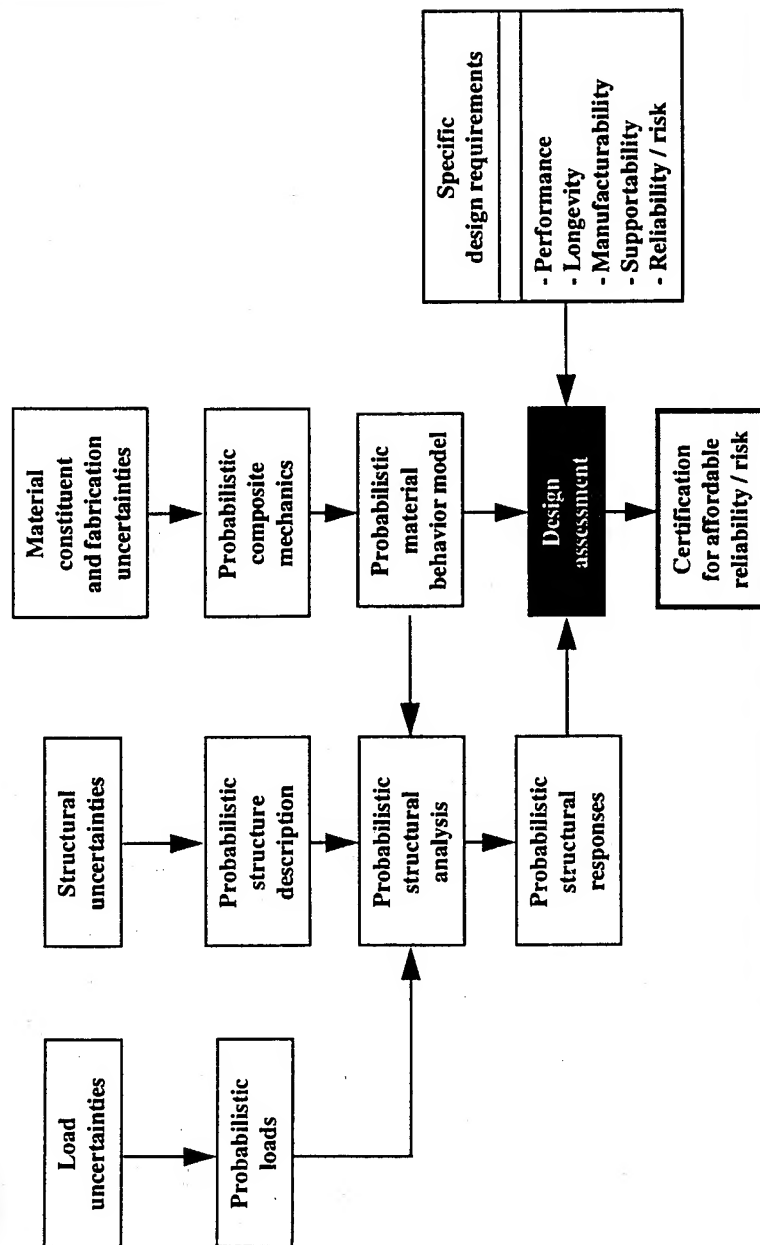 Load
uncertainties
Probabilistic
loads
Structural
uncertainties
Probabilistic
structure
description
Probabilistic
structural
analysis
Probabilistic
structural
responses
Material
constituent
and fabrication
uncertainties
Probabilistic
composite
mechanics
Probabilistic
material
behavior model
Design
assessment
Certification
for affordable
reliability / risk
Specific
design requirements
- Performance
- Longevity
- Manufacturability
- Supportability
- Reliability / risk